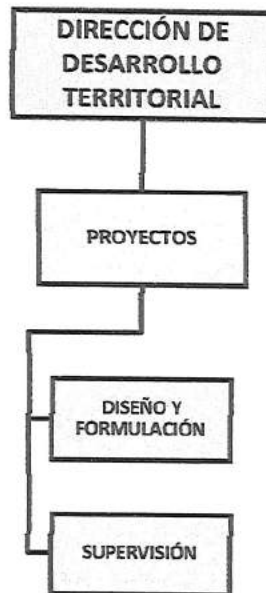 DIRECCIÓN DE
DESARROLLO
TERRITORIAL
PROYECTOS
DISEÑO Y
FORMULACIÓN
SUPERVISIÓN